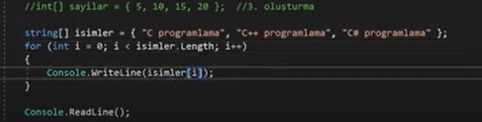 //int[] sayilar = { 5, 10, 15, 20 };  //3. oluşturma
string[] isimler = { "C programlama", "C++ programlama", "C# programlama" };
for (int i = 0; i < isimler.Length; i++)
{
    Console.WriteLine(isimler[i]);
}
Console.ReadLine();